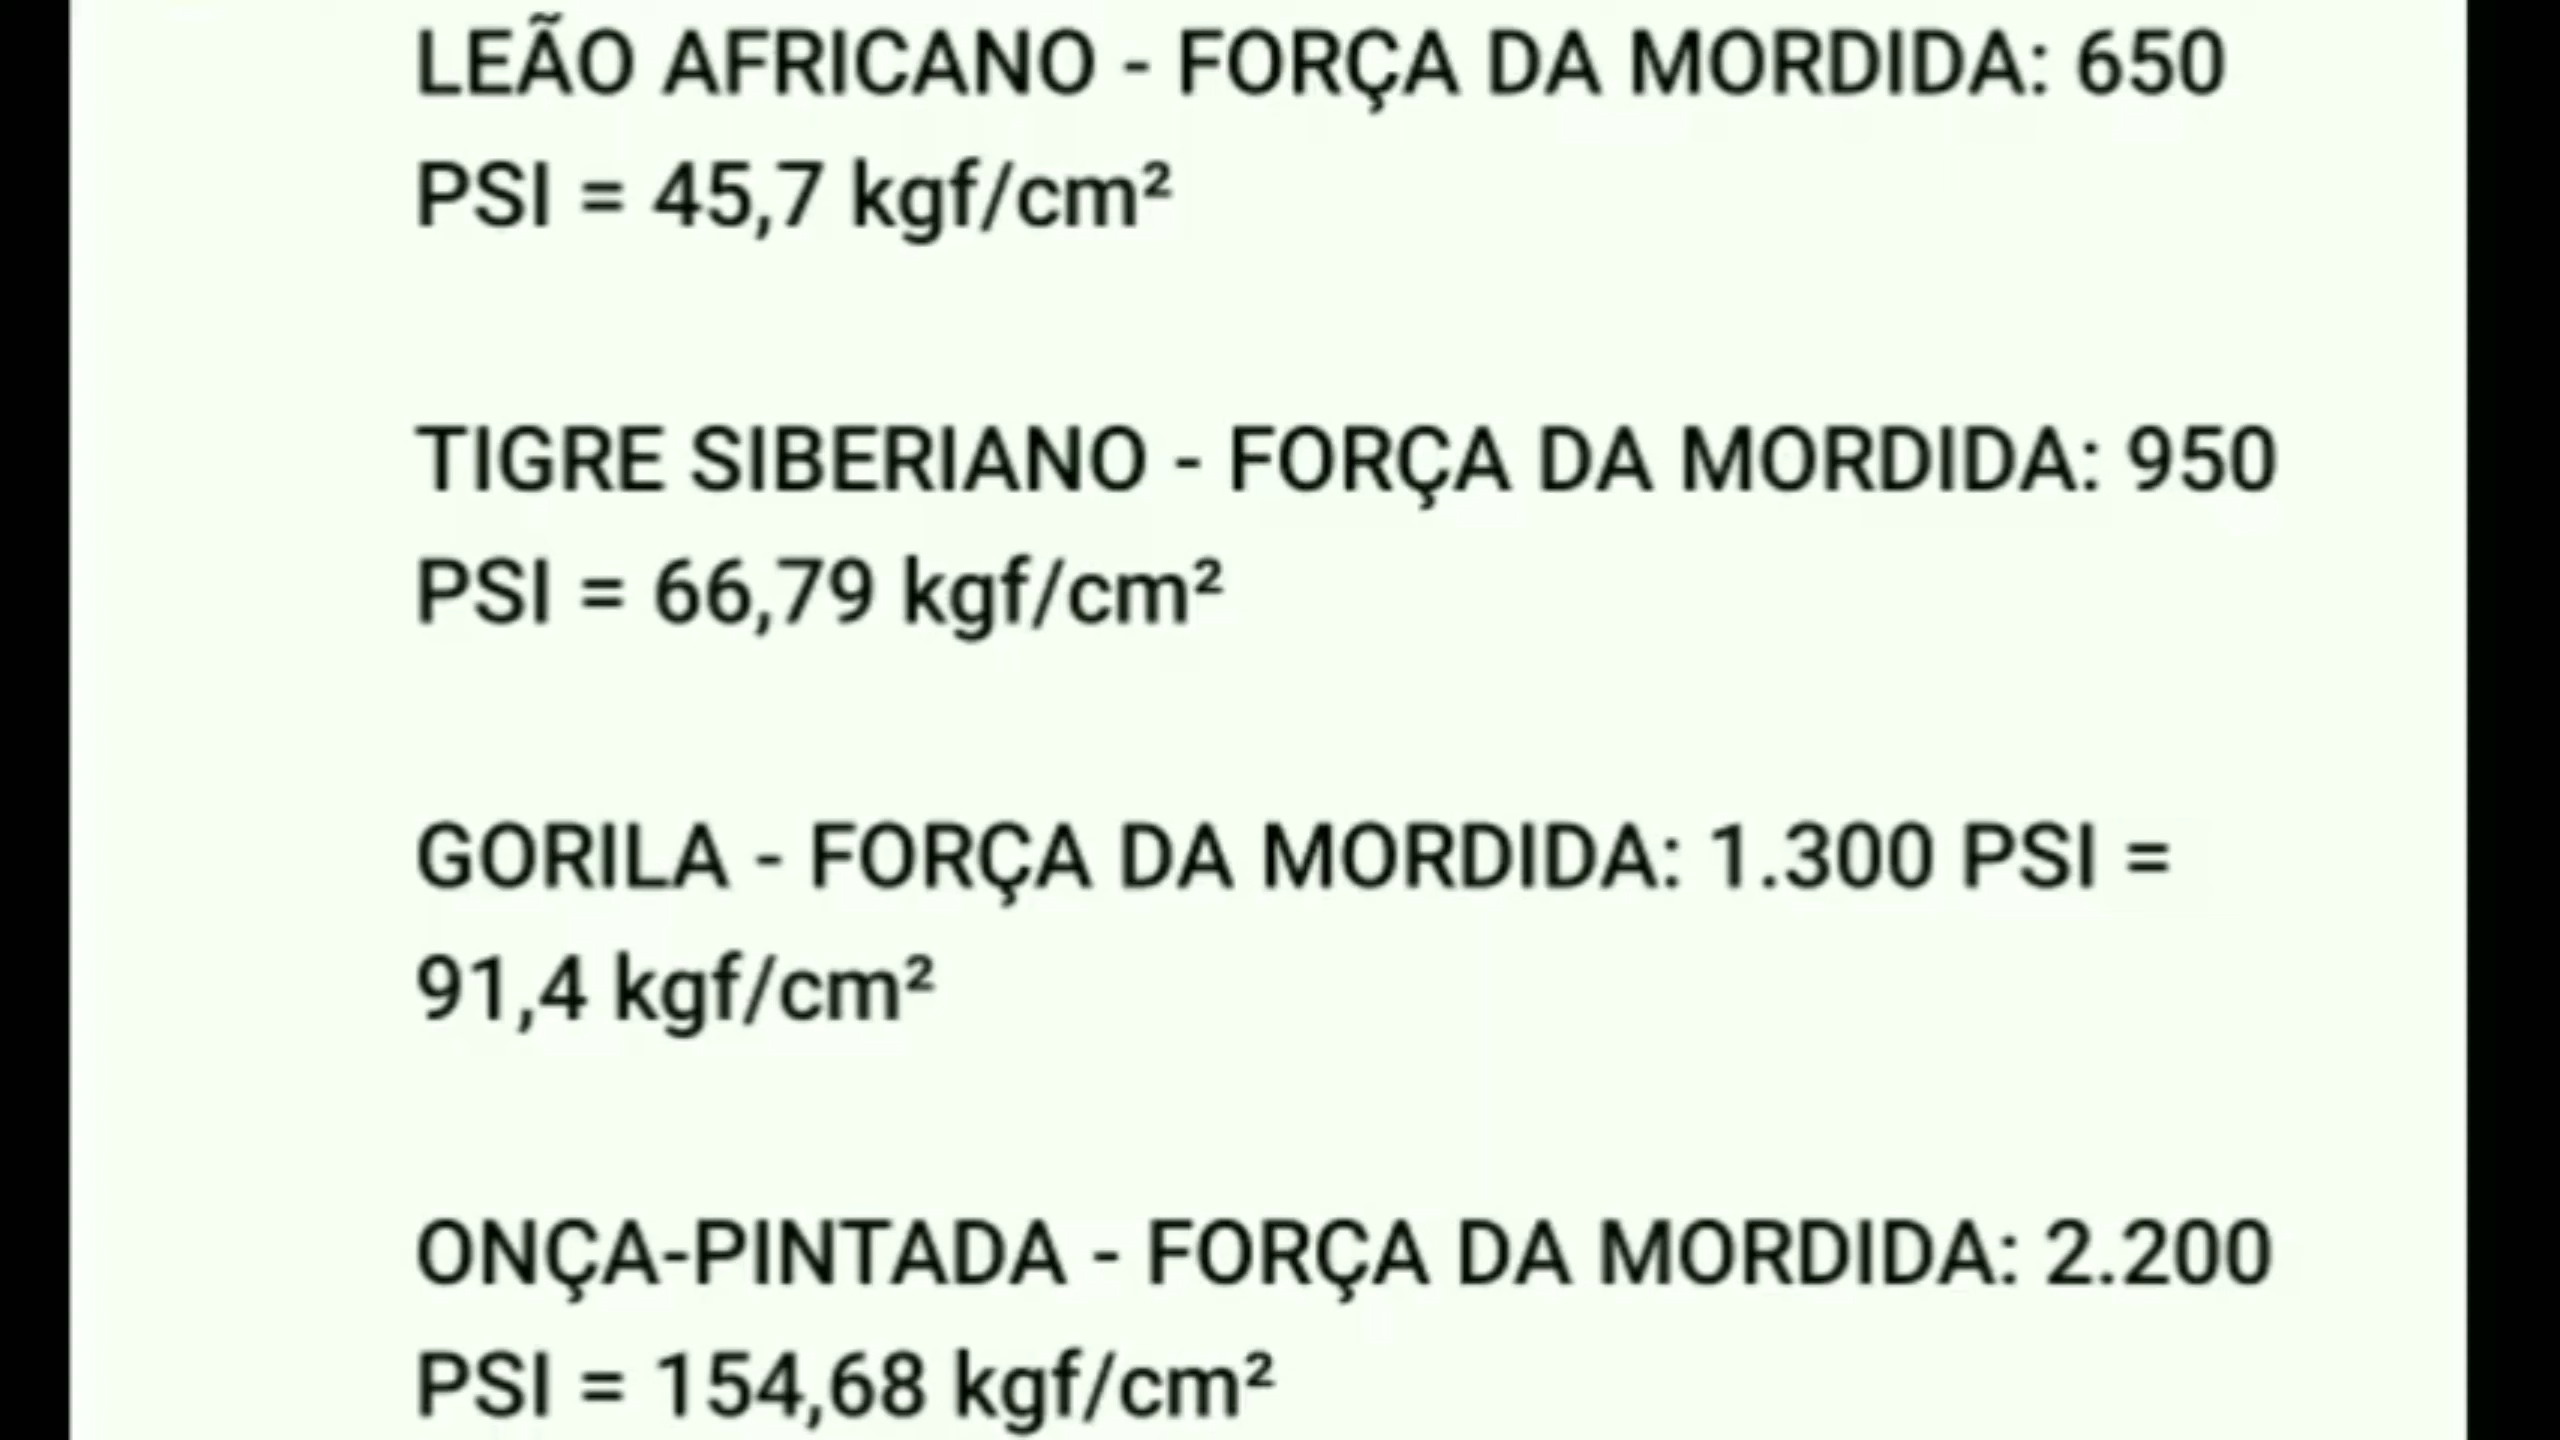 LEÃO AFRICANO - FORÇA DA MORDIDA: 650
PSI = 45,7 kgf/cm²
TIGRE SIBERIANO - FORÇA DA MORDIDA: 950
PSI = 66,79 kgf/cm²
GORILA - FORÇA DA MORDIDA: 1.300 PSI =
91,4 kgf/cm²
ONÇA-PINTADA - FORÇA DA MORDIDA: 2.200
PSI = 154,68 kgf/cm²